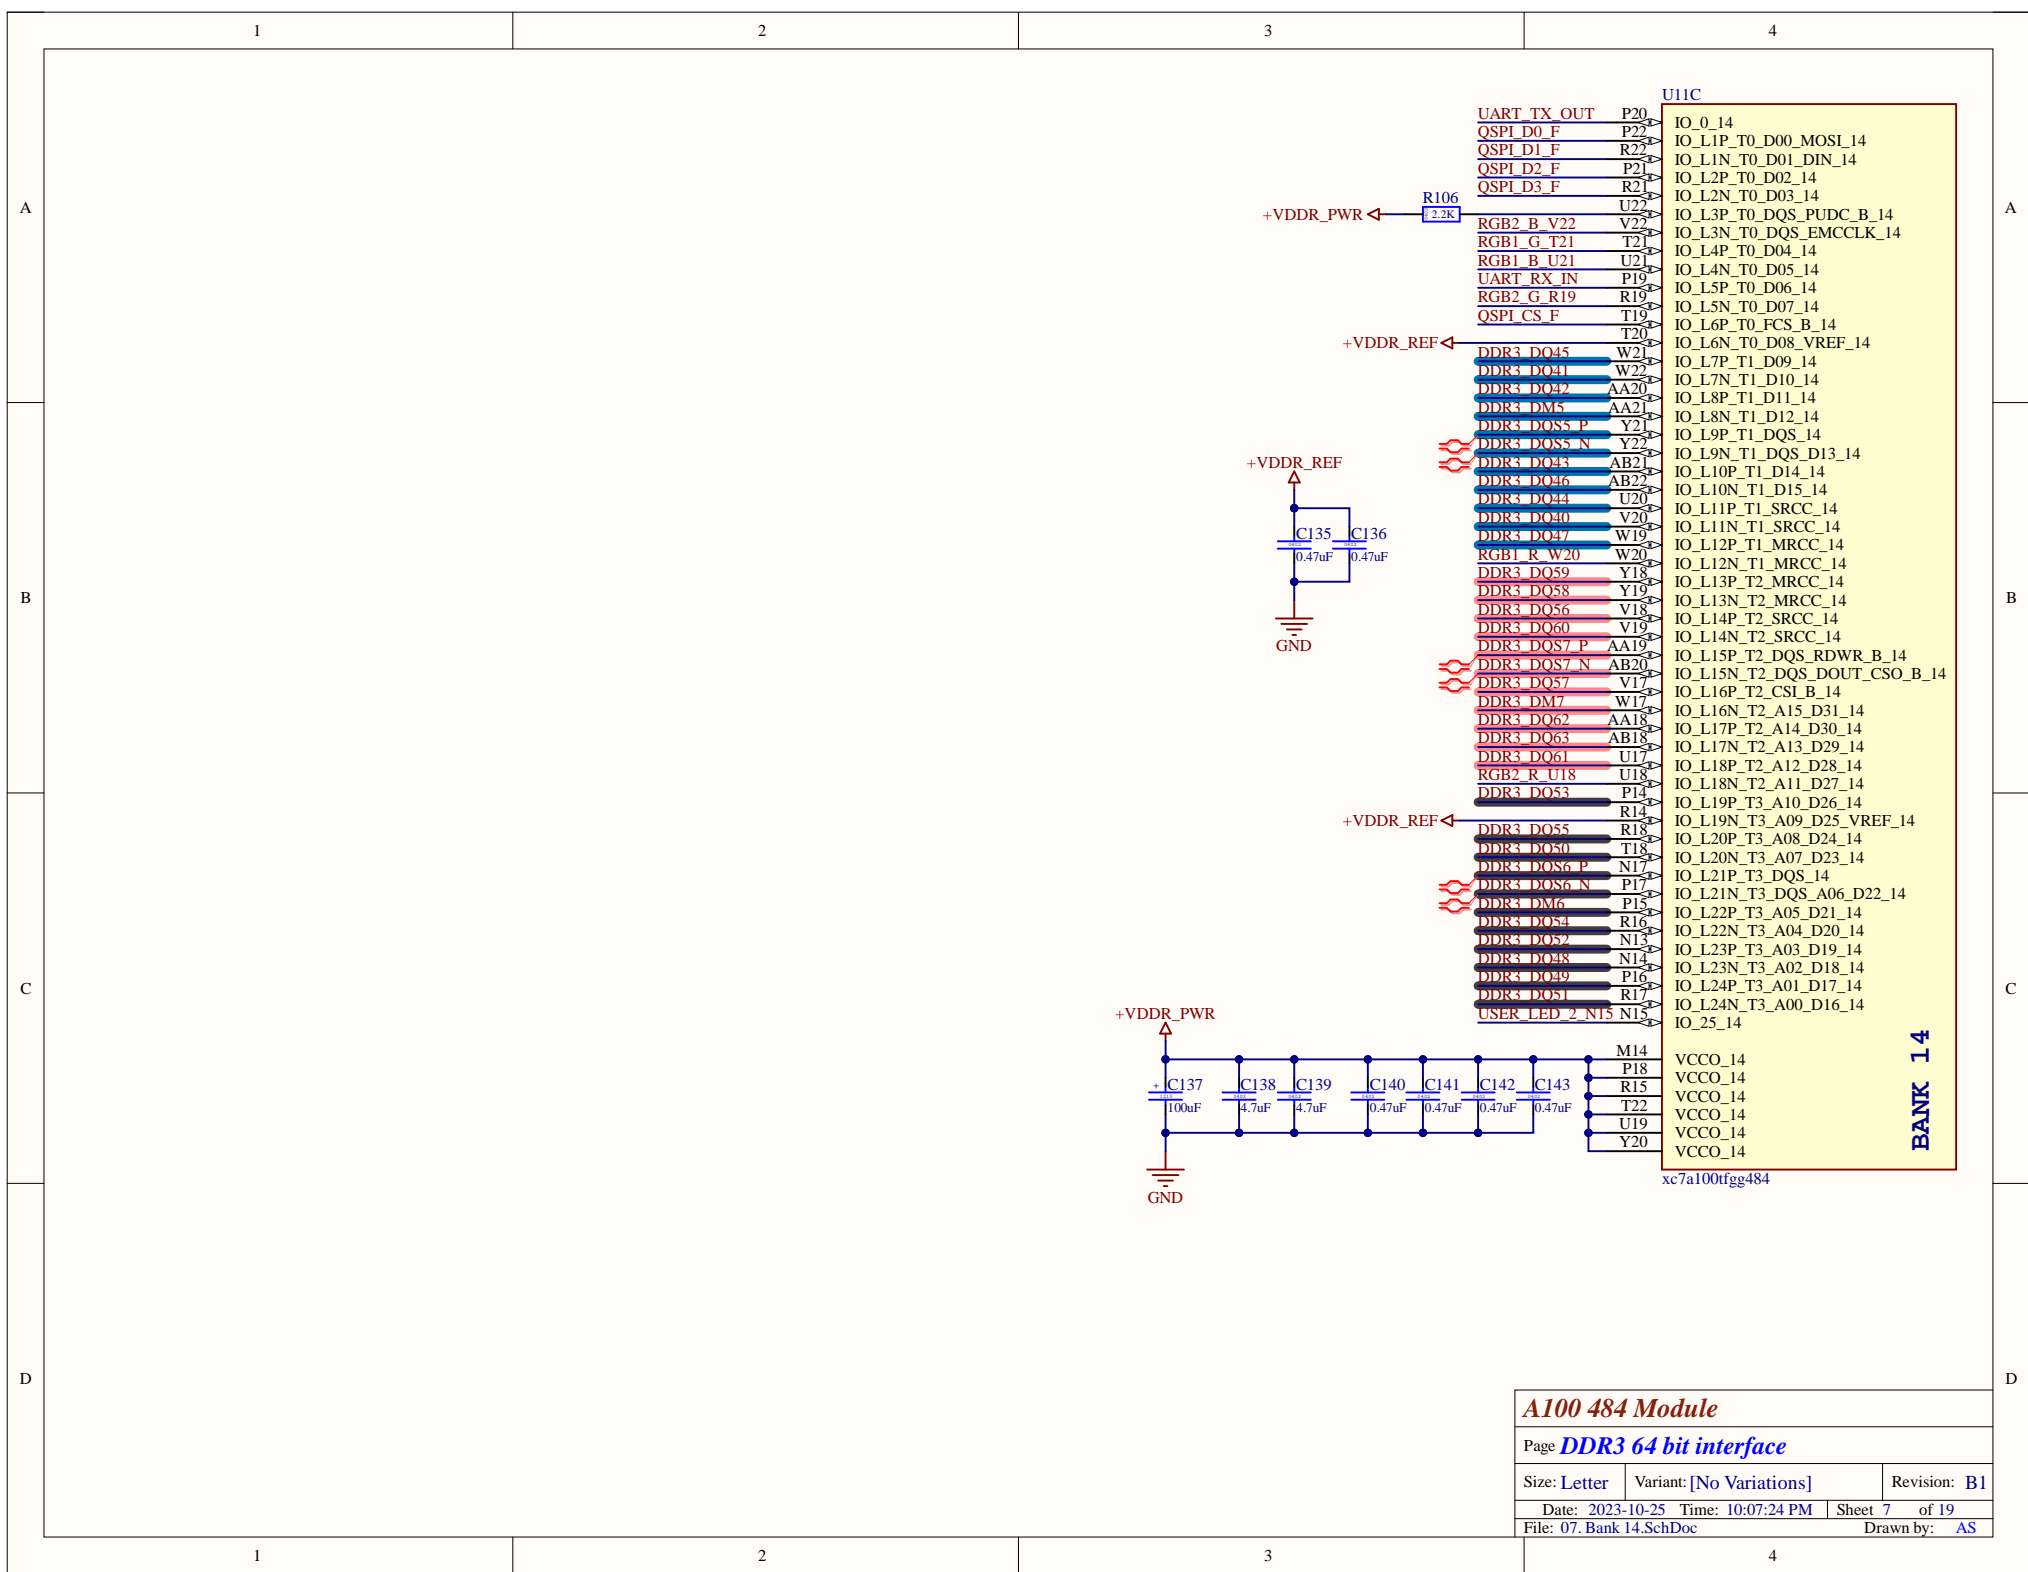 1 2 3 4
A
B
C
D
A
B
C
D
U11C
UART_TX_OUT P20 IO_0_14
QSPI_D0_F P22 IO_L1P_T0_D00_MOSI_14
QSPI_D1_F R22 IO_L1N_T0_D01_DIN_14
QSPI_D2_F P21 IO_L2P_T0_D02_14
QSPI_D3_F R21 IO_L2N_T0_D03_14
+VDDR_PWR R106 2.2K U22 IO_L3P_T0_DQS_PUDC_B_14
RGB2_B_V22 V22 IO_L3N_T0_DQS_EMCCLK_14
RGB1_G_T21 T21 IO_L4P_T0_D04_14
RGB1_B_U21 U21 IO_L4N_T0_D05_14
UART_RX_IN P19 IO_L5P_T0_D06_14
RGB2_G_R19 R19 IO_L5N_T0_D07_14
QSPI_CS_F T19 IO_L6P_T0_FCS_B_14
+VDDR_REF T20 IO_L6N_T0_D08_VREF_14
DDR3_DQ45 W21 IO_L7P_T1_D09_14
DDR3_DQ41 W22 IO_L7N_T1_D10_14
DDR3_DQ42 AA20 IO_L8P_T1_D11_14
DDR3_DM5 AA21 IO_L8N_T1_D12_14
DDR3_DQS5_P Y21 IO_L9P_T1_DQS_14
DDR3_DQS5_N Y22 IO_L9N_T1_DQS_D13_14
DDR3_DQ43 AB21 IO_L10P_T1_D14_14
DDR3_DQ46 AB22 IO_L10N_T1_D15_14
DDR3_DQ44 U20 IO_L11P_T1_SRCC_14
DDR3_DQ40 V20 IO_L11N_T1_SRCC_14
DDR3_DQ47 W19 IO_L12P_T1_MRCC_14
RGB1_R_W20 W20 IO_L12N_T1_MRCC_14
DDR3_DQ59 Y18 IO_L13P_T2_MRCC_14
DDR3_DQ58 Y19 IO_L13N_T2_MRCC_14
DDR3_DQ56 V18 IO_L14P_T2_SRCC_14
DDR3_DQ60 V19 IO_L14N_T2_SRCC_14
DDR3_DQS7_P AA19 IO_L15P_T2_DQS_RDWR_B_14
DDR3_DQS7_N AB20 IO_L15N_T2_DQS_DOUT_CSO_B_14
DDR3_DQ57 V17 IO_L16P_T2_CSI_B_14
DDR3_DM7 W17 IO_L16N_T2_A15_D31_14
DDR3_DQ62 AA18 IO_L17P_T2_A14_D30_14
DDR3_DQ63 AB18 IO_L17N_T2_A13_D29_14
DDR3_DQ61 U17 IO_L18P_T2_A12_D28_14
RGB2_R_U18 U18 IO_L18N_T2_A11_D27_14
DDR3_DQ53 P14 IO_L19P_T3_A10_D26_14
+VDDR_REF R14 IO_L19N_T3_A09_D25_VREF_14
DDR3_DQ55 R18 IO_L20P_T3_A08_D24_14
DDR3_DQ50 T18 IO_L20N_T3_A07_D23_14
DDR3_DQS6_P N17 IO_L21P_T3_DQS_14
DDR3_DQS6_N P17 IO_L21N_T3_DQS_A06_D22_14
DDR3_DM6 P15 IO_L22P_T3_A05_D21_14
DDR3_DQ54 R16 IO_L22N_T3_A04_D20_14
DDR3_DQ52 N13 IO_L23P_T3_A03_D19_14
DDR3_DQ48 N14 IO_L23N_T3_A02_D18_14
DDR3_DQ49 P16 IO_L24P_T3_A01_D17_14
DDR3_DQ51 R17 IO_L24N_T3_A00_D16_14
USER_LED_2_N15 N15 IO_25_14
M14 VCCO_14
P18 VCCO_14
R15 VCCO_14
T22 VCCO_14
U19 VCCO_14
Y20 VCCO_14
BANK 14
xc7a100tfgg484
+VDDR_REF
C135 C136
0.47uF 0.47uF
GND
+VDDR_PWR
+ C137 C138 C139 C140 C141 C142 C143
100uF 4.7uF 4.7uF 0.47uF 0.47uF 0.47uF 0.47uF
GND
A100 484 Module
Page DDR3 64 bit interface
Size: Letter Variant: [No Variations] Revision: B1
Date: 2023-10-25 Time: 10:07:24 PM Sheet 7 of 19
File: 07. Bank 14.SchDoc Drawn by: AS
1 2 3 4